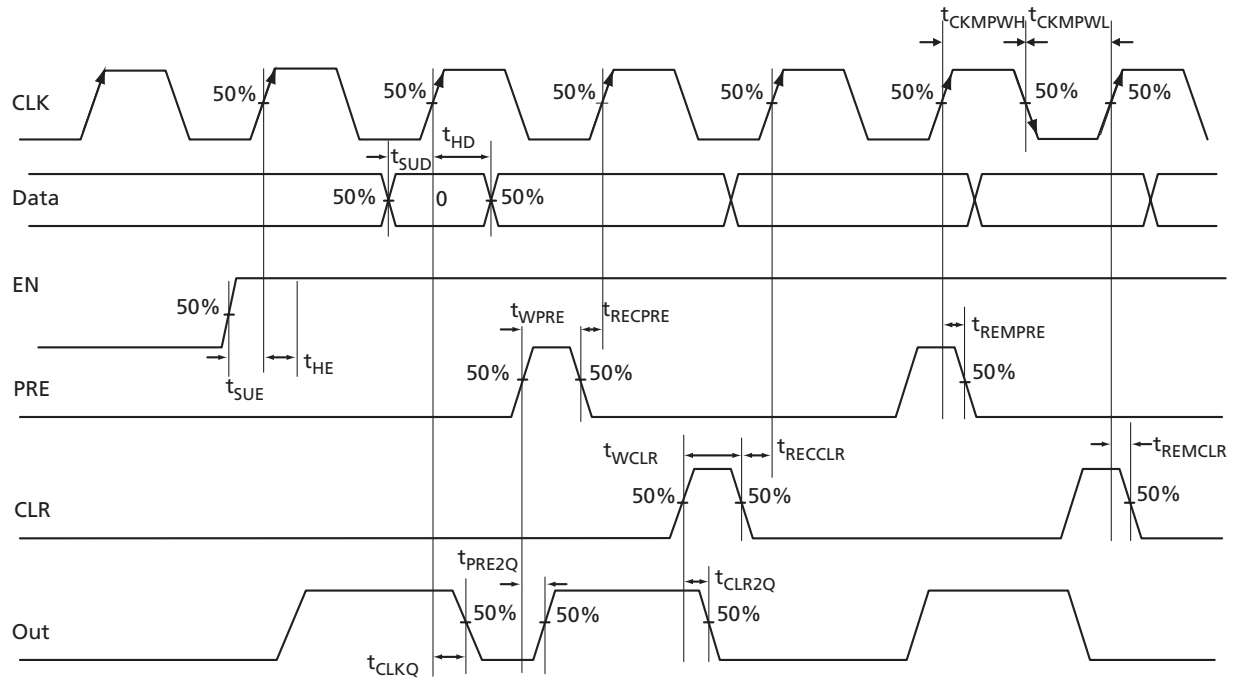 tCKMPWH tCKMPWL
CLK 50% 50% 50% 50% 50% 50% 50%
tSUD tHD
Data 50% 0 50%
EN 50%
tWPRE tRECPRE tREMPRE
tSUE tHE
PRE 50% 50% 50%
tWCLR tRECCLR tREMCLR
CLR 50% 50% 50%
tPRE2Q tCLR2Q
Out 50% 50% 50%
tCLKQ